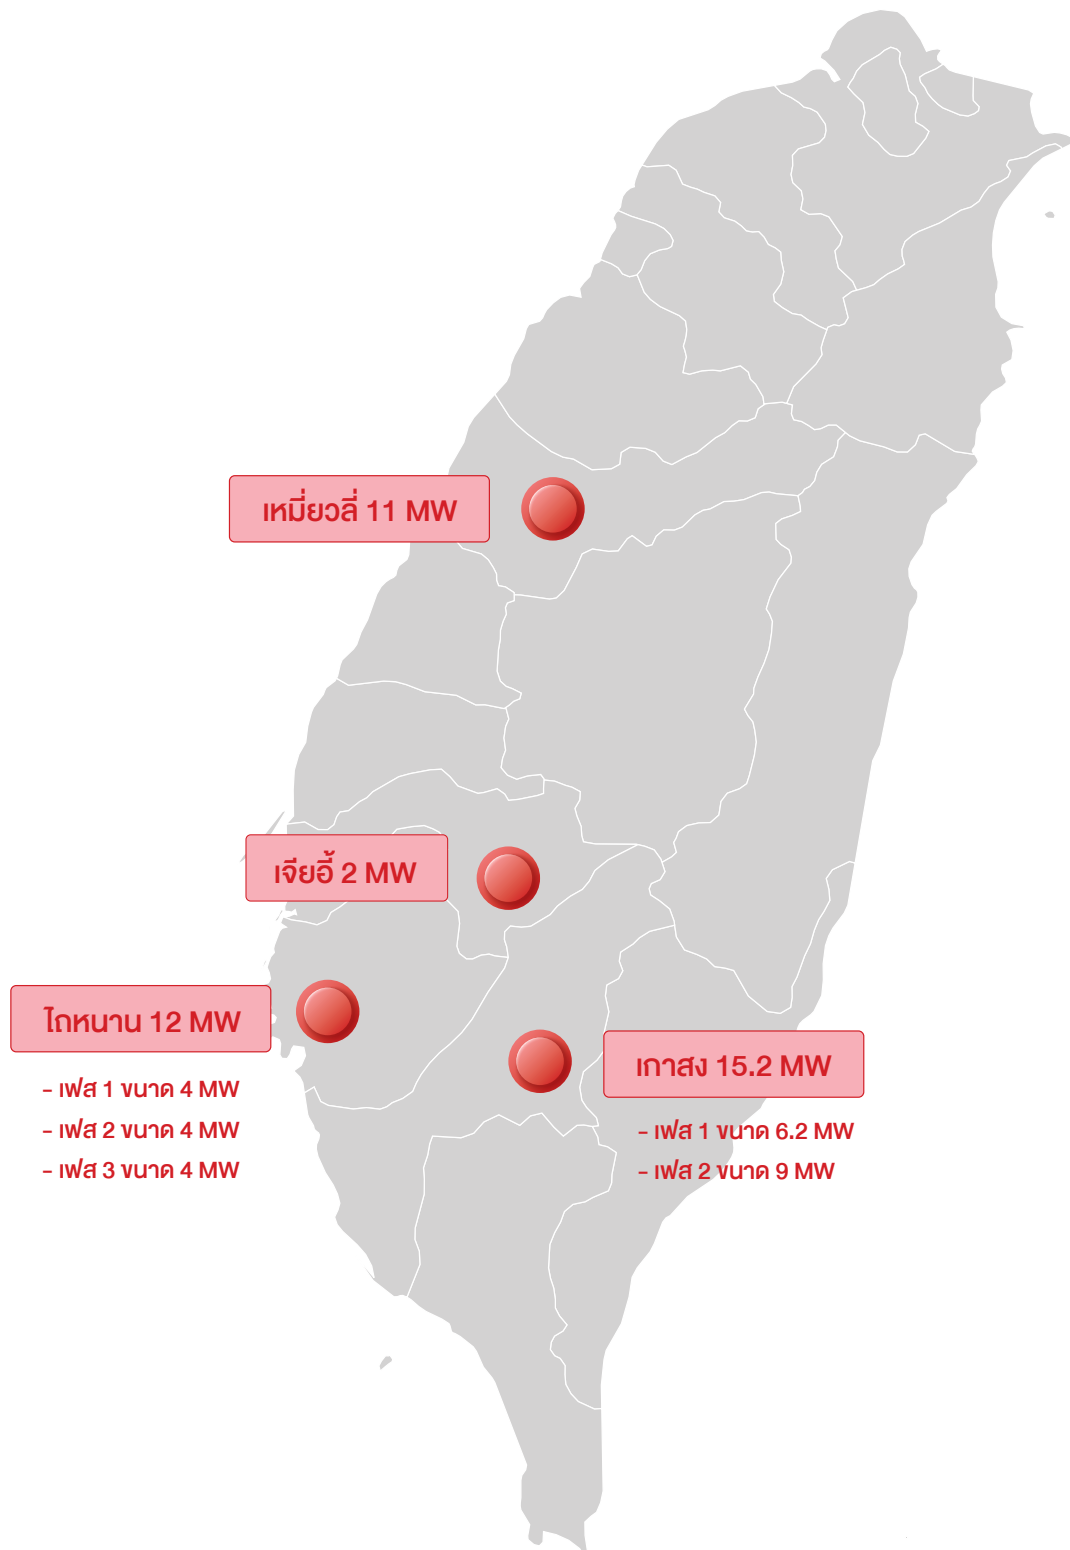 เหมี่ยวลี่ 11 MW
เจียอี้ 2 MW
ไถหนาน 12 MW
- เฟส 1 ขนาด 4 MW
- เฟส 2 ขนาด 4 MW
- เฟส 3 ขนาด 4 MW
เกาสง 15.2 MW
- เฟส 1 ขนาด 6.2 MW
- เฟส 2 ขนาด 9 MW